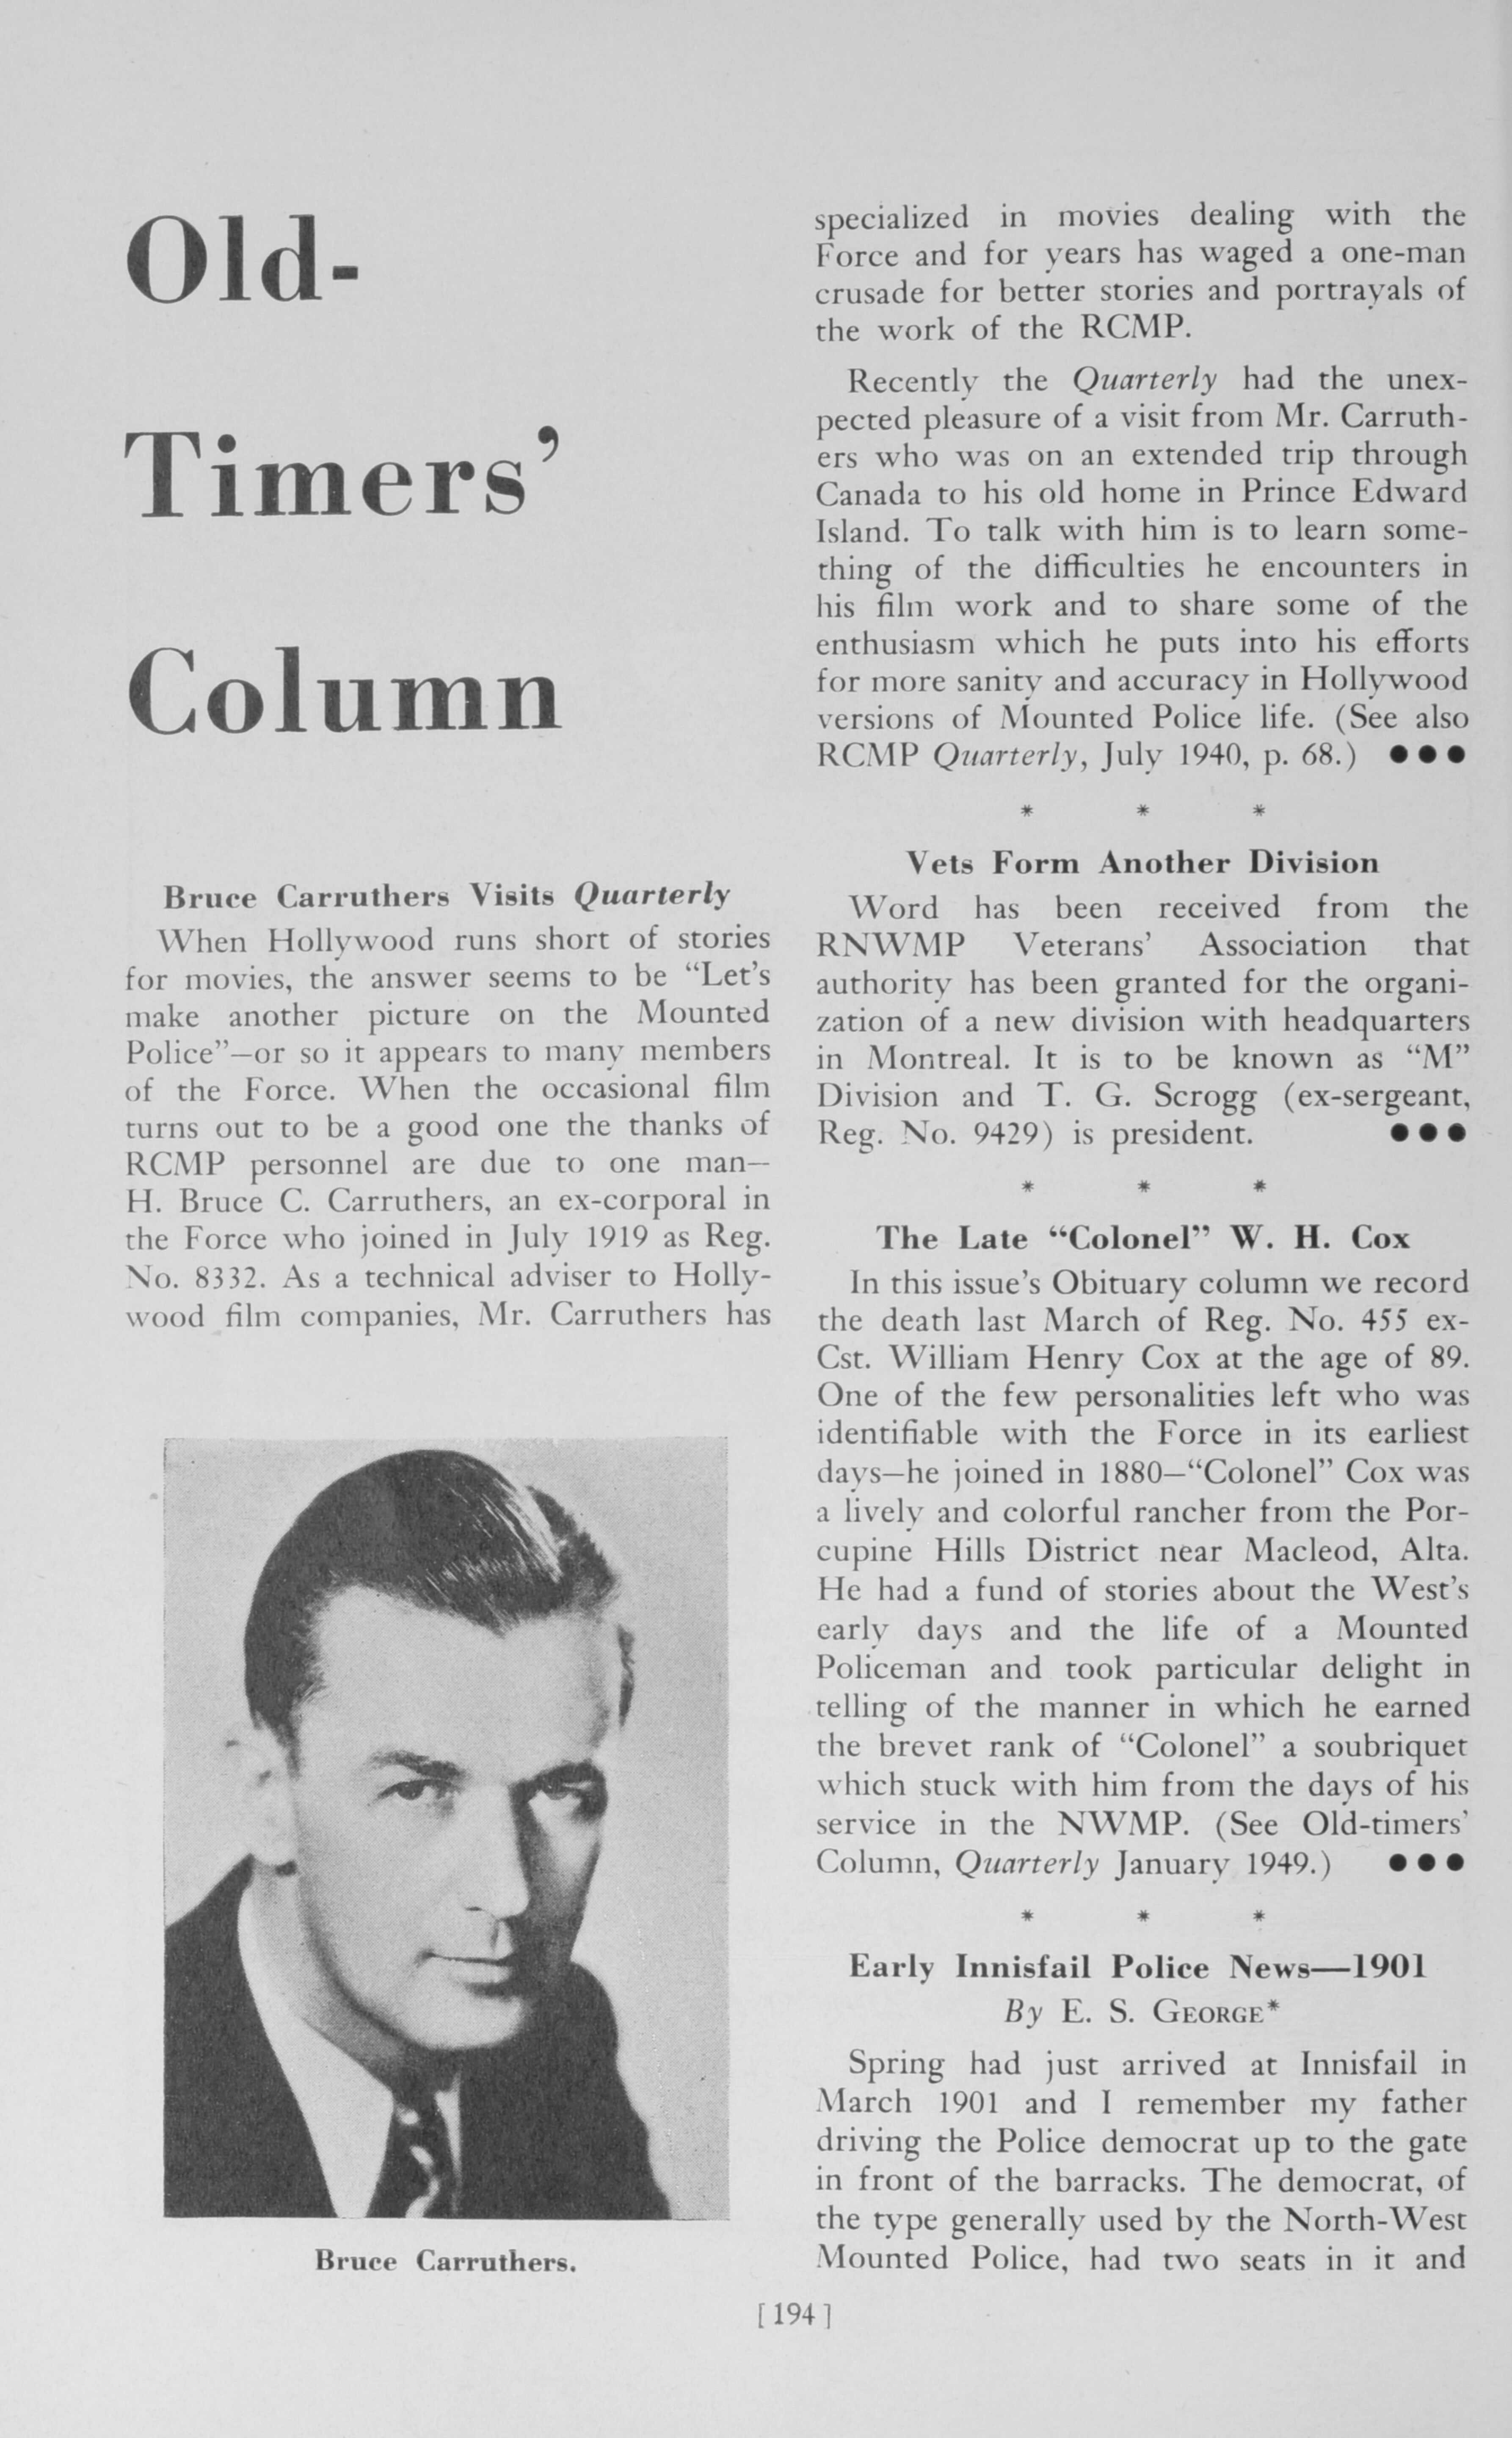 Old-
Timers'
Column
Bruce Carruthers Visits Quarterly
When Hollywood runs short of stories
for movies, the answer seems to be “Let's
make another picture on the Mounted
Police”—or so it appears to many members
of the Force. When the occasional film
turns out to be a good one the thanks of
RCMP personnel are due to one man—
H. Bruce C. Carruthers, an ex-corporal in
the Force who joined in July 1919 as Reg.
No. 8332. As a technical adviser to Holly-
wood film companies, Mr. Carruthers has
Bruce Carruthers.
specialized in movies dealing with the
Force and for years has waged a one-man
crusade for better stories and portrayals of
the work of the RCMP.
Recently the Quarterly had the unex-
pected pleasure of a visit from Mr. Carruth-
ers who was on an extended trip through
Canada to his old home in Prince Edward
Island. To talk with him is to learn some-
thing of the difficulties he encounters in
his film work and to share some of the
enthusiasm which he puts into his efforts
for more sanity and accuracy in Hollywood
versions of Mounted Police life. (See also
RCMP Quarterly, July 1940, p. 68.) ●●●
* * *
Vets Form Another Division
Word has been received from the
RNWMP Veterans' Association that
authority has been granted for the organi-
zation of a new division with headquarters
in Montreal. It is to be known as “M”
Division and T. G. Scrogg (ex-sergeant,
Reg. No. 9429) is president. ●●●
* * *
The Late “Colonel” W. H. Cox
In this issue's Obituary column we record
the death last March of Reg. No. 455 ex-
Cst. William Henry Cox at the age of 89.
One of the few personalities left who was
identifiable with the Force in its earliest
days—he joined in 1880—“Colonel” Cox was
a lively and colorful rancher from the Por-
cupine Hills District near Macleod, Alta.
He had a fund of stories about the West's
early days and the life of a Mounted
Policeman and took particular delight in
telling of the manner in which he earned
the brevet rank of “Colonel” a soubriquet
which stuck with him from the days of his
service in the NWMP. (See Old-timers'
Column, Quarterly January 1949.) ●●●
* * *
Early Innisfail Police News—1901
By E. S. George*
Spring had just arrived at Innisfail in
March 1901 and I remember my father
driving the Police democrat up to the gate
in front of the barracks. The democrat, of
the type generally used by the North-West
Mounted Police, had two seats in it and
[ 194 ]